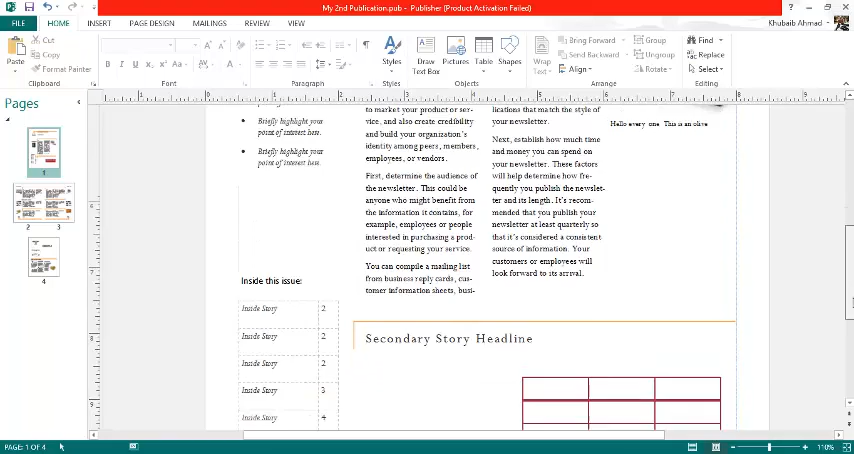 My 2nd Publication.pub - Publisher (Product Activation Failed)
FILE HOME INSERT PAGE DESIGN MAILINGS REVIEW VIEW Khubaib Ahmad
Paste
Cut
Copy
Format Painter
Clipboard
B I U
Font
Paragraph
Styles
Styles
Draw Text Box
Pictures
Table
Shapes
Objects
Wrap Text
Bring Forward
Send Backward
Align
Group
Ungroup
Rotate
Arrange
Find
Replace
Select
Editing
Pages
1
2 3
4
Briefly highlight your
point of interest here.
Briefly highlight your
point of interest here.
Inside this issue:
Inside Story 2
Inside Story 2
Inside Story 2
Inside Story 3
Inside Story 4
to market your product or ser-
vice, and also create credibility
and build your organization's
identity among peers, members,
employees, or vendors.
First, determine the audience of
the newsletter. This could be
anyone who might benefit from
the information it contains, for
example, employees or people
interested in purchasing a prod-
uct or requesting your service.
You can compile a mailing list
from business reply cards, cus-
tomer information sheets, busi-
lications that match the style of
your newsletter.
Next, establish how much time
and money you can spend on
your newsletter. These factors
will help determine how fre-
quently you publish the newslet-
ter and its length. It's recom-
mended that you publish your
newsletter at least quarterly so
that it's considered a consistent
source of information. Your
customers or employees will
look forward to its arrival.
Hello every one This is an olive
Secondary Story Headline
PAGE: 1 OF 4
110%